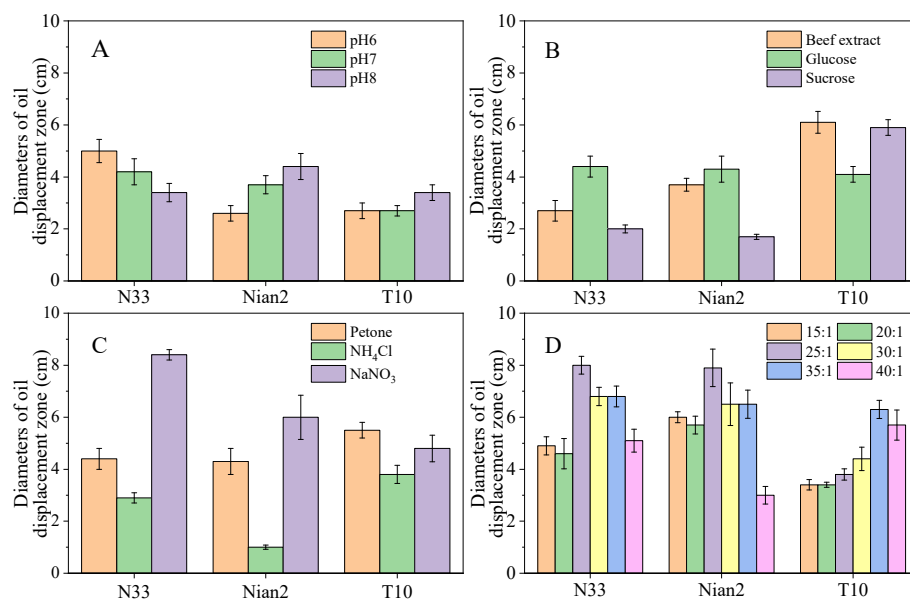 A
pH6
pH7
pH8
Diameters of oil
displacement zone (cm)
0
2
4
6
8
10
N33
Nian2
T10
B
Beef extract
Glucose
Sucrose
Diameters of oil
displacement zone (cm)
0
2
4
6
8
10
N33
Nian2
T10
C
Petone
NH₄Cl
NaNO₃
Diameters of oil
displacement zone (cm)
0
2
4
6
8
10
N33
Nian2
T10
D
15:1 20:1
25:1 30:1
35:1 40:1
Diameters of oil
displacement zone (cm)
0
2
4
6
8
10
N33
Nian2
T10